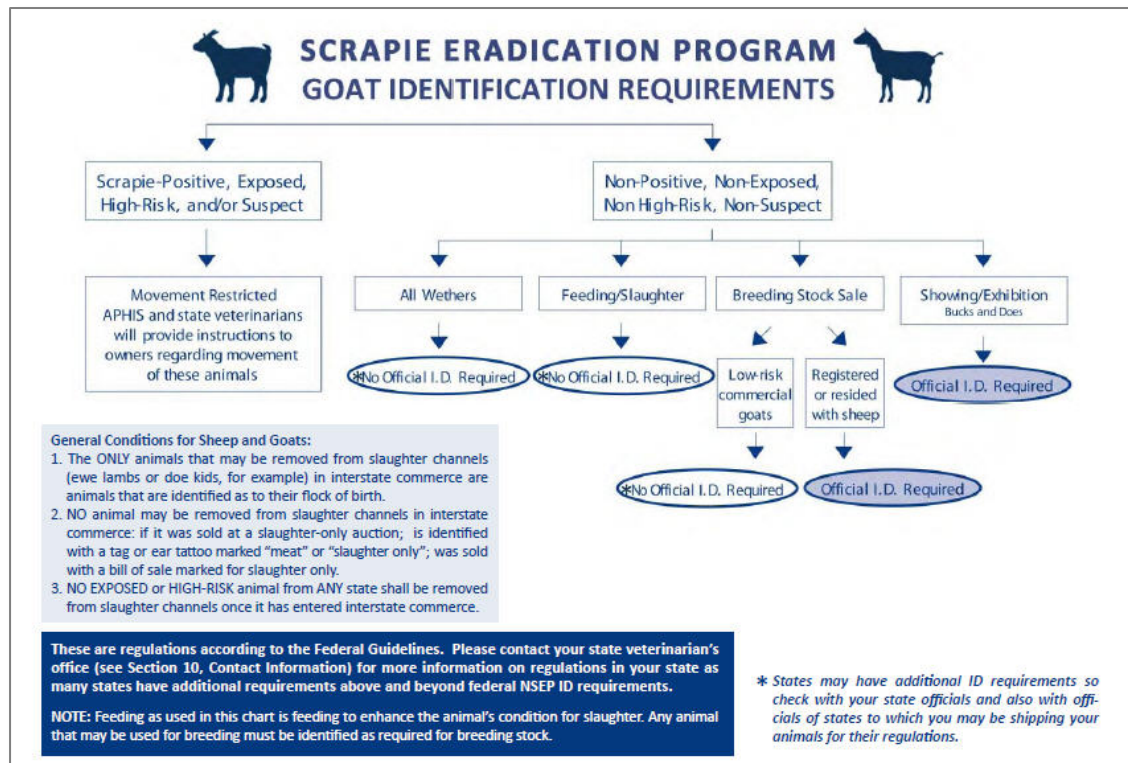 SCRAPIE ERADICATION PROGRAM
GOAT IDENTIFICATION REQUIREMENTS
Scrapie-Positive, Exposed,
High-Risk, and/or Suspect
Non-Positive, Non-Exposed,
Non High-Risk, Non-Suspect
Movement Restricted
APHIS and state veterinarians
will provide instructions to
owners regarding movement
of these animals
All Wethers
Feeding/Slaughter
Breeding Stock Sale
Showing/Exhibition
Bucks and Does
*No Official I.D. Required
*No Official I.D. Required
Low-risk
commercial
goats
Registered
or resided
with sheep
Official I.D. Required
*No Official I.D. Required
Official I.D. Required
General Conditions for Sheep and Goats:
1. The ONLY animals that may be removed from slaughter channels
(ewe lambs or doe kids, for example) in interstate commerce are
animals that are identified as to their flock of birth.
2. NO animal may be removed from slaughter channels in interstate
commerce: if it was sold at a slaughter-only auction; is identified
with a tag or ear tattoo marked “meat” or “slaughter only”; was sold
with a bill of sale marked for slaughter only.
3. NO EXPOSED or HIGH-RISK animal from ANY state shall be removed
from slaughter channels once it has entered interstate commerce.
These are regulations according to the Federal Guidelines. Please contact your state veterinarian’s
office (see Section 10, Contact Information) for more information on regulations in your state as
many states have additional requirements above and beyond federal NSEP ID requirements.
NOTE: Feeding as used in this chart is feeding to enhance the animal’s condition for slaughter. Any animal
that may be used for breeding must be identified as required for breeding stock.
* States may have additional ID requirements so
check with your state officials and also with offi-
cials of states to which you may be shipping your
animals for their regulations.